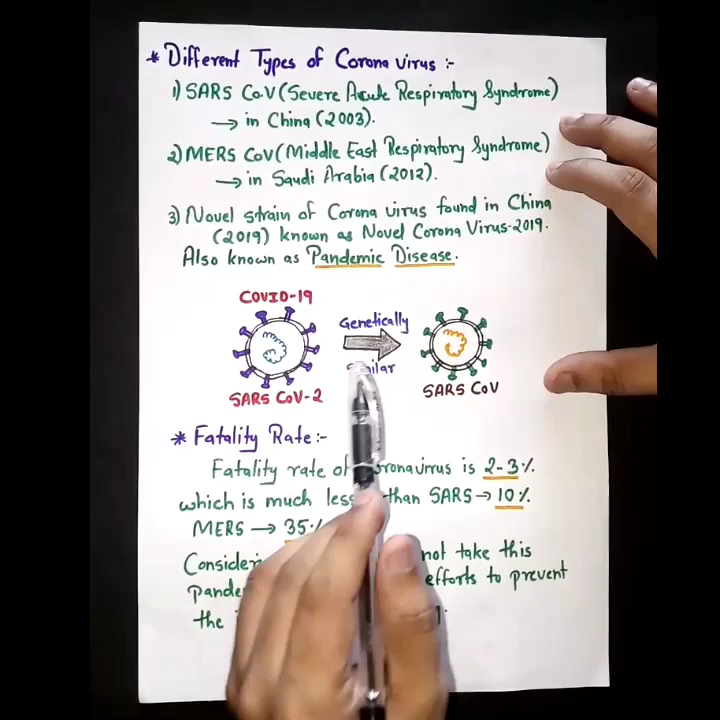 * Different Types of Corona virus :-
1) SARS CoV (Severe Acute Respiratory Syndrome)
→ in China (2003).
2) MERS CoV (Middle East Respiratory Syndrome)
→ in Saudi Arabia (2012).
3) Novel strain of Corona virus found in China
(2019) known as Novel Corona Virus-2019.
Also known as Pandemic Disease.
COVID-19
Genetically
SARS CoV-2
SARS CoV
* Fatality Rate:-
Fatality rate of is 2-3%
which is much than SARS → 10%
MERS → 35%
not take this
efforts to prevent
the